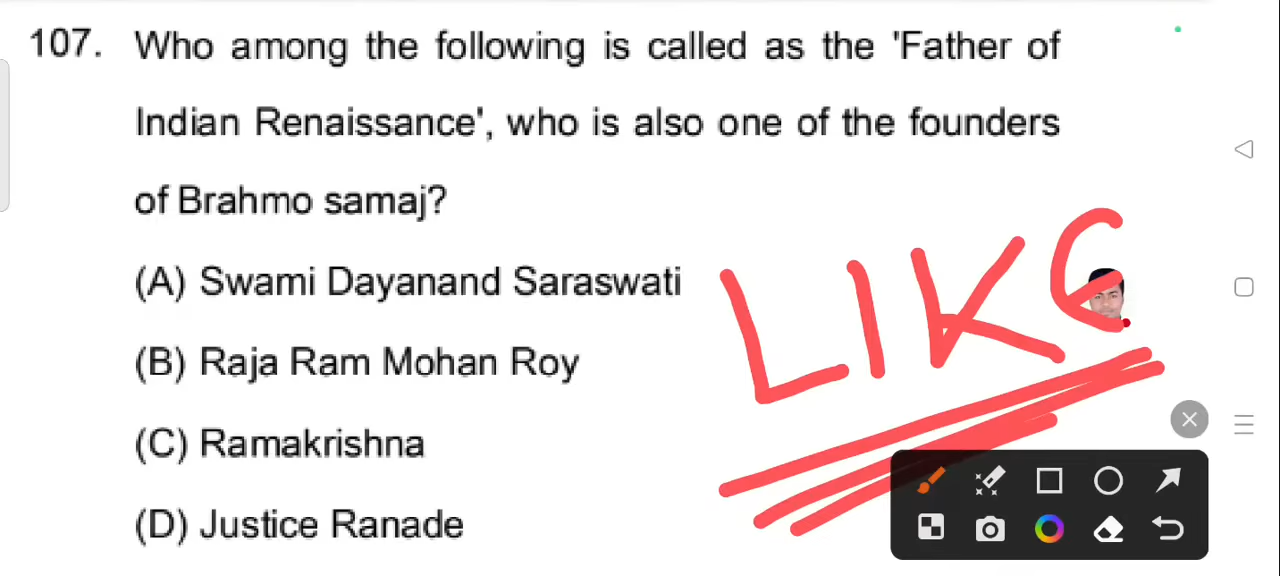 107. Who among the following is called as the 'Father of
Indian Renaissance', who is also one of the founders
of Brahmo samaj?
(A) Swami Dayanand Saraswati
(B) Raja Ram Mohan Roy
(C) Ramakrishna
(D) Justice Ranade
LIKE